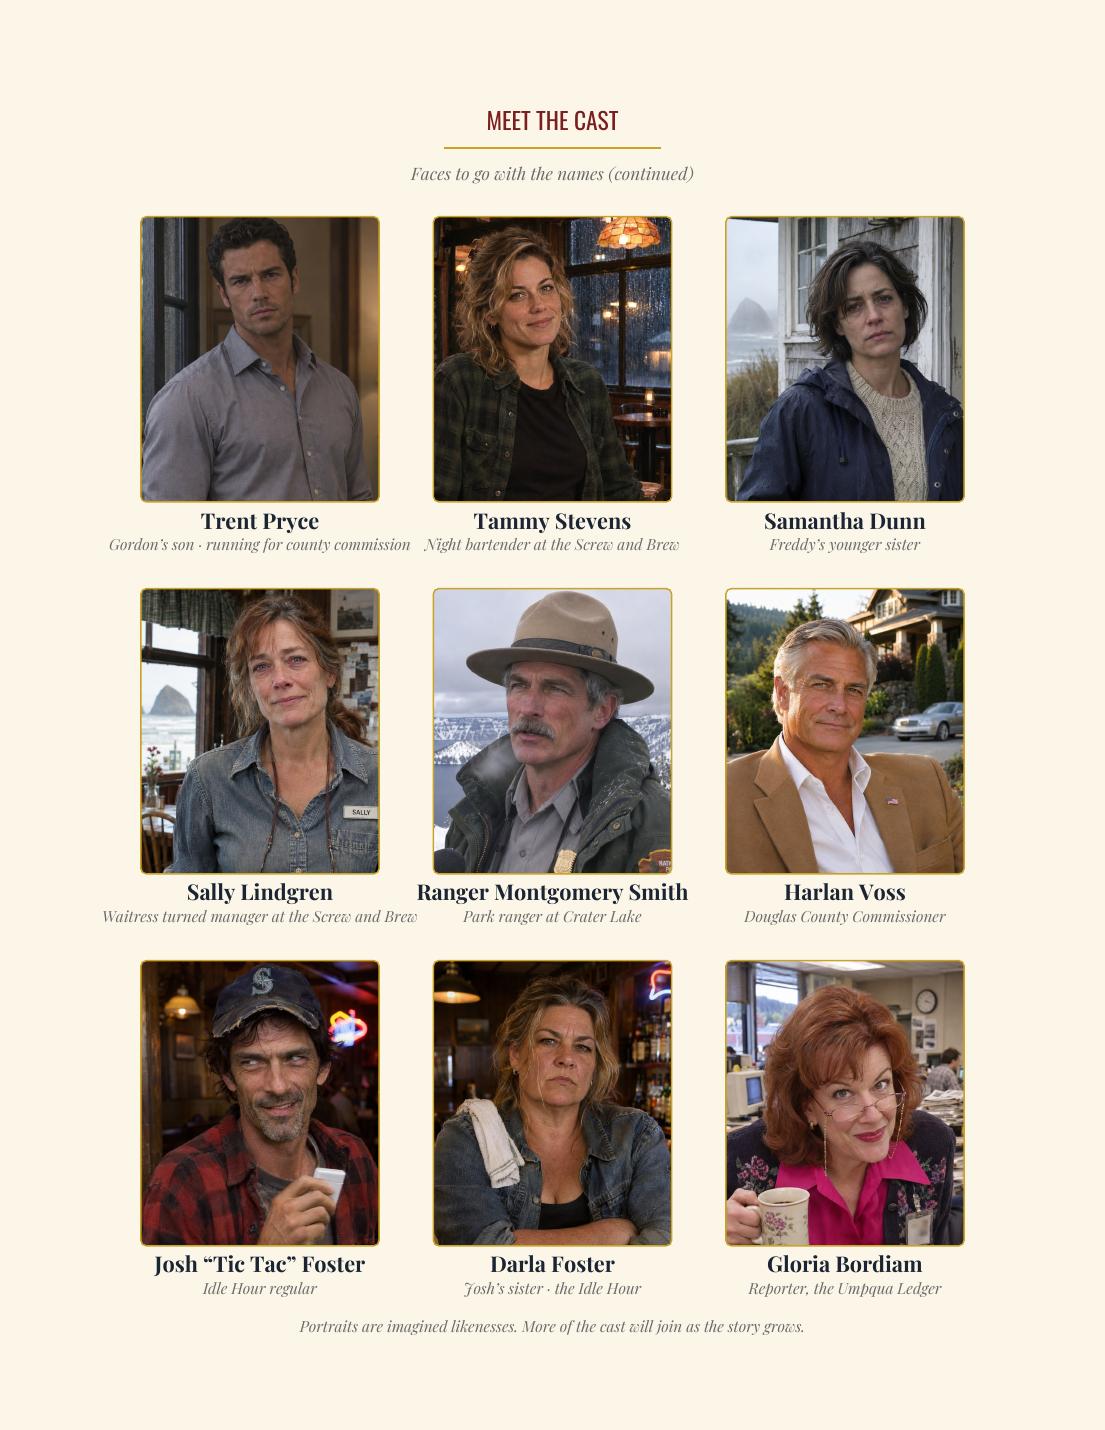 MEET THE CAST
Faces to go with the names (continued)
Trent Pryce
Gordon’s son · running for county commission
Tammy Stevens
Night bartender at the Screw and Brew
Samantha Dunn
Freddy’s younger sister
SALLY
Sally Lindgren
Waitress turned manager at the Screw and Brew
Ranger Montgomery Smith
Park ranger at Crater Lake
Harlan Voss
Douglas County Commissioner
S
Josh “Tic Tac” Foster
Idle Hour regular
Darla Foster
Josh’s sister · the Idle Hour
Gloria Bordiam
Reporter, the Umpqua Ledger
Portraits are imagined likenesses. More of the cast will join as the story grows.